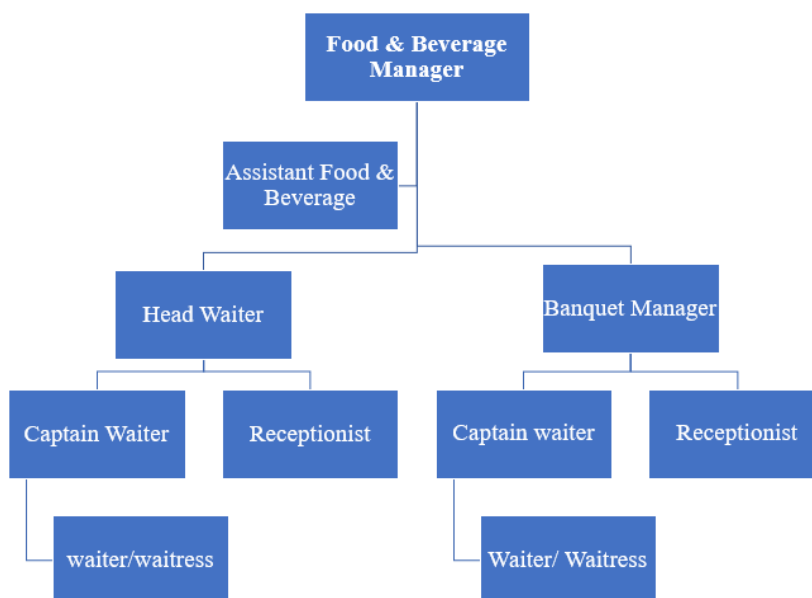 Food & Beverage
Manager
Assistant Food &
Beverage
Head Waiter
Banquet Manager
Captain Waiter
Receptionist
Captain waiter
Receptionist
waiter/waitress
Waiter/ Waitress